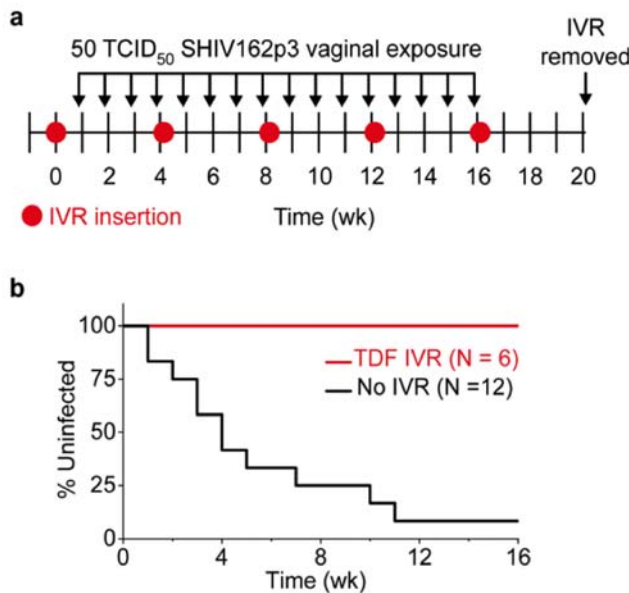 a
50 TCID50 SHIV162p3 vaginal exposure
IVR
removed
0 2 4 6 8 10 12 14 16 18 20
IVR insertion
Time (wk)
b
100
75
50
25
0
% Uninfected
TDF IVR (N = 6)
No IVR (N =12)
0 4 8 12 16
Time (wk)